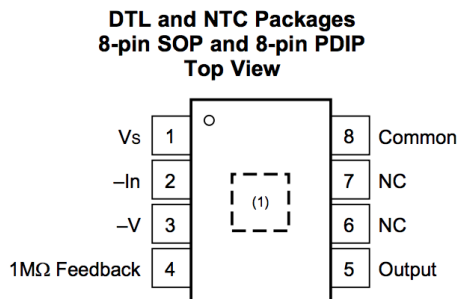 DTL and NTC Packages
8-pin SOP and 8-pin PDIP
Top View
Vs 1 8 Common
–In 2 7 NC
(1)
–V 3 6 NC
1MΩ Feedback 4 5 Output